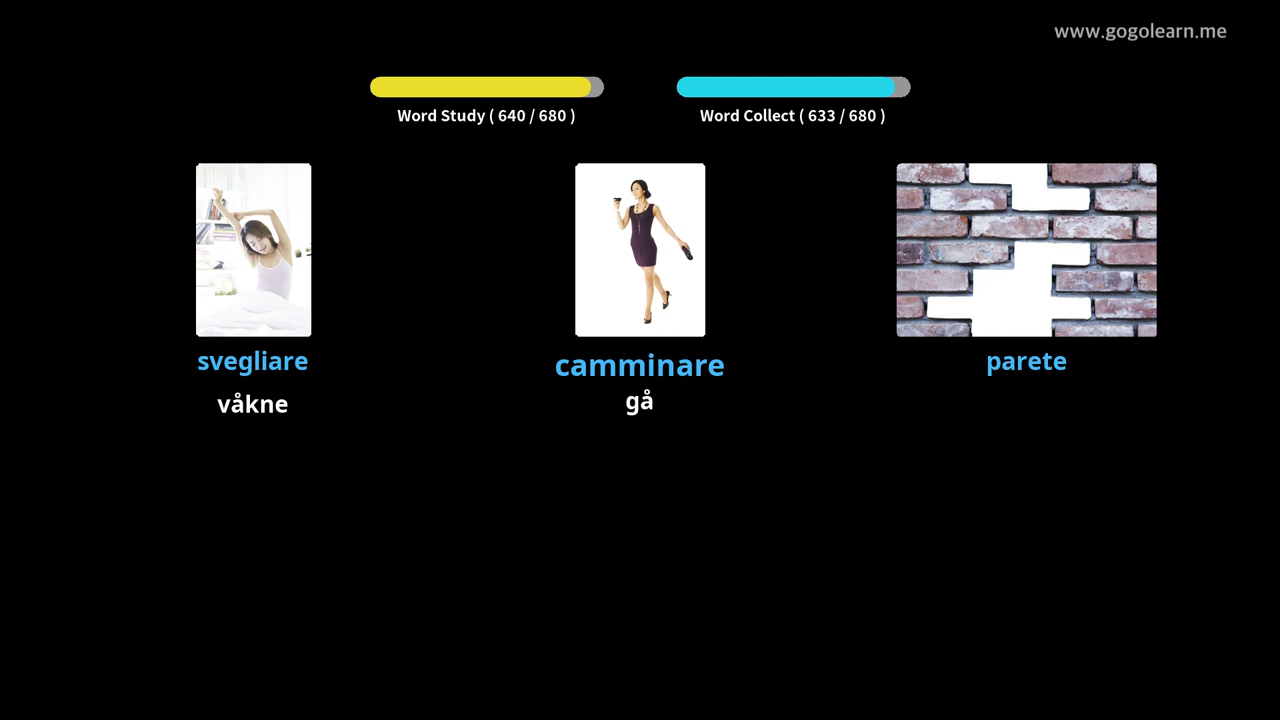 www.gogolearn.me
Word Study ( 640 / 680 )
Word Collect ( 633 / 680 )
svegliare
camminare
parete
våkne
gå